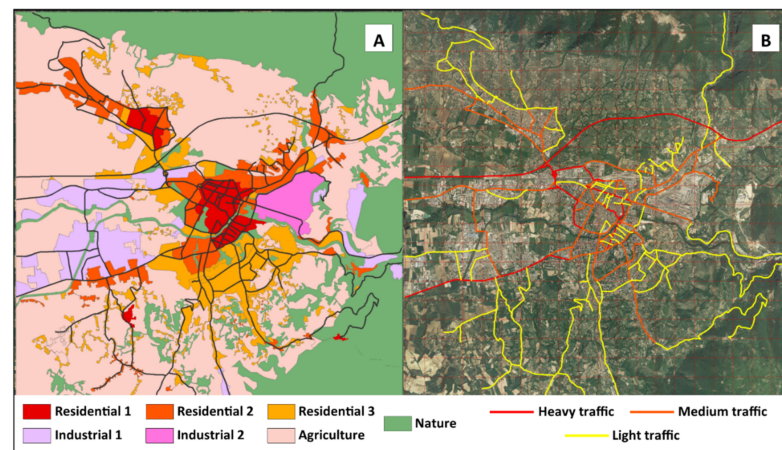 A
B
Residential 1 Residential 2 Residential 3 Nature Heavy traffic Medium traffic
Industrial 1 Industrial 2 Agriculture Light traffic